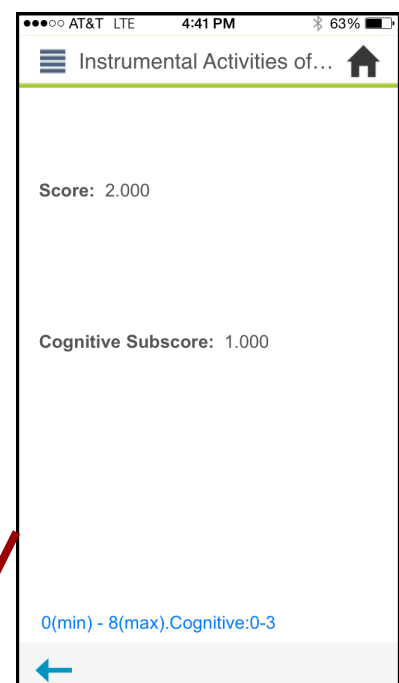 AT&T LTE 4:41 PM 63%
Instrumental Activities of...
Score: 2.000
Cognitive Subscore: 1.000
0(min) - 8(max).Cognitive:0-3